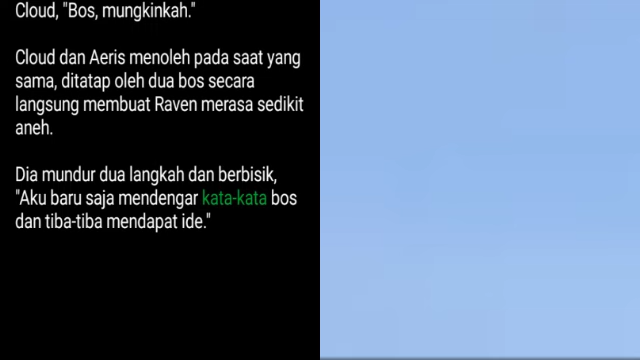 Cloud, "Bos, mungkinkah."
Cloud dan Aeris menoleh pada saat yang
sama, ditatap oleh dua bos secara
langsung membuat Raven merasa sedikit
aneh.
Dia mundur dua langkah dan berbisik,
"Aku baru saja mendengar kata-kata bos
dan tiba-tiba mendapat ide."